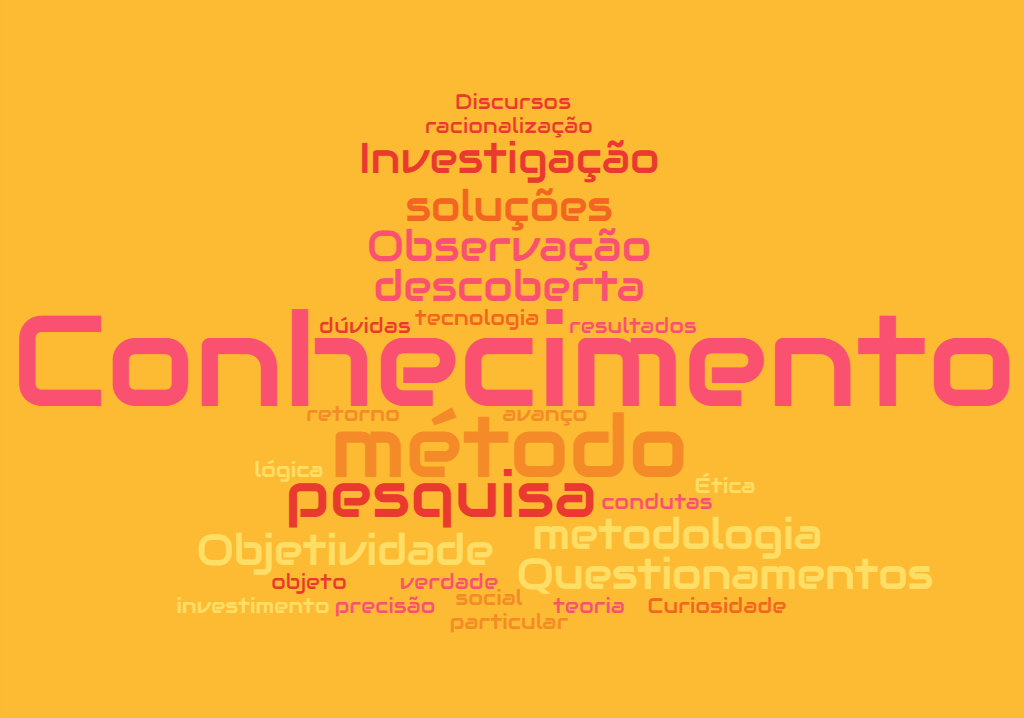 Discursos
racionalização
Investigação
soluções
Observação
descoberta
dúvidas tecnologia resultados
Conhecimento
retorno avanço
método
lógica
pesquisa condutas Ética
Objetividade metodologia
objeto verdade Questionamentos
investimento precisão social teoria Curiosidade
particular